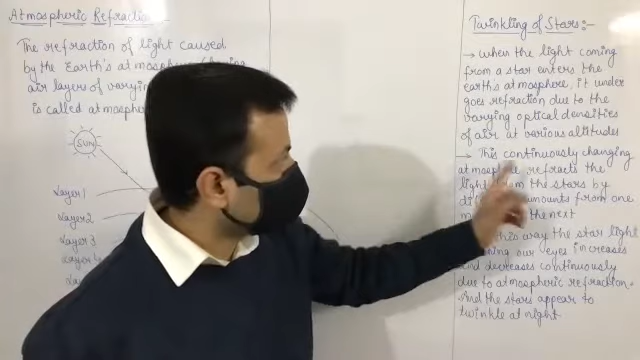 Atmospheric Refraction
The refraction of light caused
by the Earth's
air layers of
is called
SUN
Layer 1
Layer 2
Layer 3
Twinkling of Stars:-
→ When the light coming
from a star enters the
earth's atmosphere, it under
goes refraction due to the
varying optical densities
of air at various altitudes
→ This continuously changing
atmosphere refracts the
light from the stars by
amounts from one
the next
this way the star light
our eyes increases
and decreases continuously
due to atmospheric refraction.
And the stars appear to
twinkle at night.